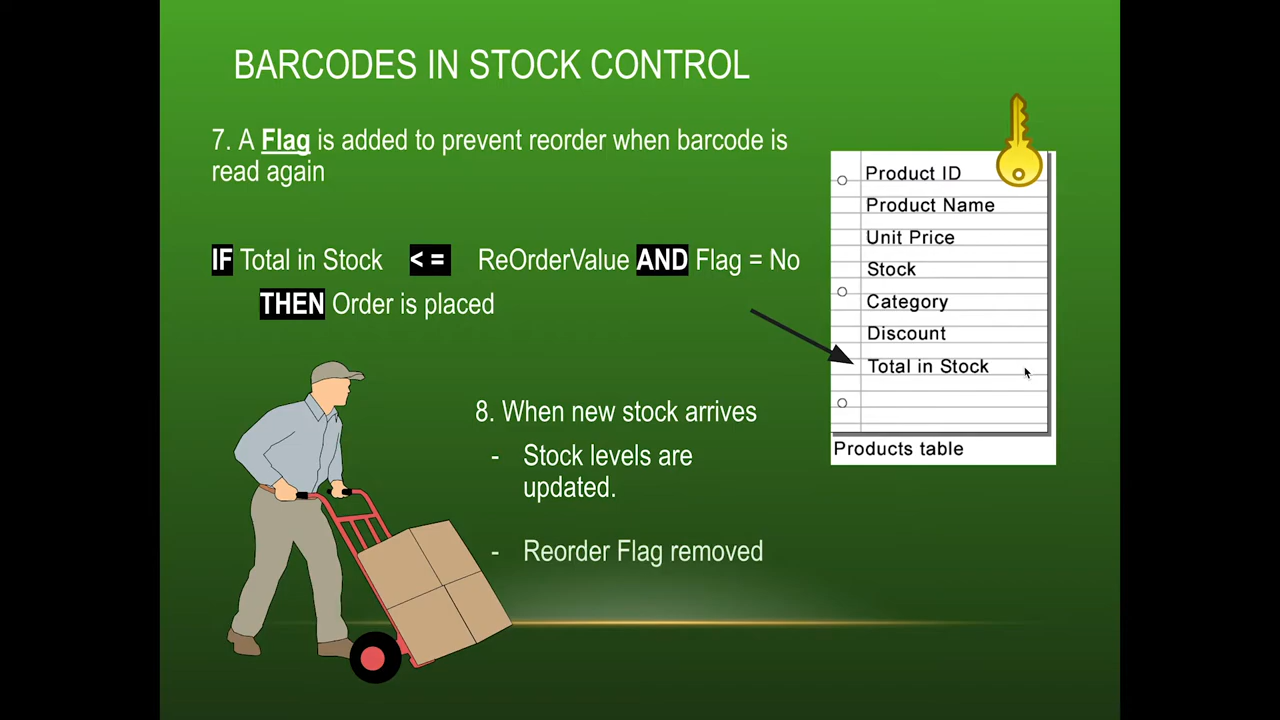 BARCODES IN STOCK CONTROL
7. A Flag is added to prevent reorder when barcode is
read again
IF Total in Stock <= ReOrderValue AND Flag = No
THEN Order is placed
8. When new stock arrives
- Stock levels are
updated.
- Reorder Flag removed
Product ID
Product Name
Unit Price
Stock
Category
Discount
Total in Stock
Products table